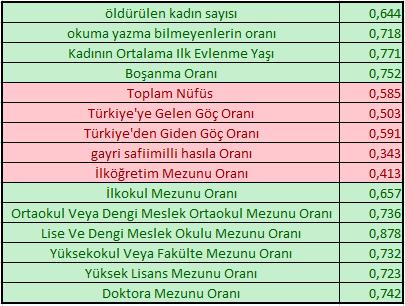 öldürülen kadın sayısı 0,644
okuma yazma bilmeyenlerin oranı 0,718
Kadının Ortalama Ilk Evlenme Yaşı 0,771
Boşanma Oranı 0,752
Toplam Nüfüs 0,585
Türkiye'ye Gelen Göç Oranı 0,503
Türkiye'den Giden Göç Oranı 0,591
gayri safiimilli hasıla Oranı 0,343
İlköğretim Mezunu Oranı 0,413
İlkokul Mezunu Oranı 0,657
Ortaokul Veya Dengi Meslek Ortaokul Mezunu Oranı 0,736
Lise Ve Dengi Meslek Okulu Mezunu Oranı 0,878
Yüksekokul Veya Fakülte Mezunu Oranı 0,732
Yüksek Lisans Mezunu Oranı 0,723
Doktora Mezunu Oranı 0,742